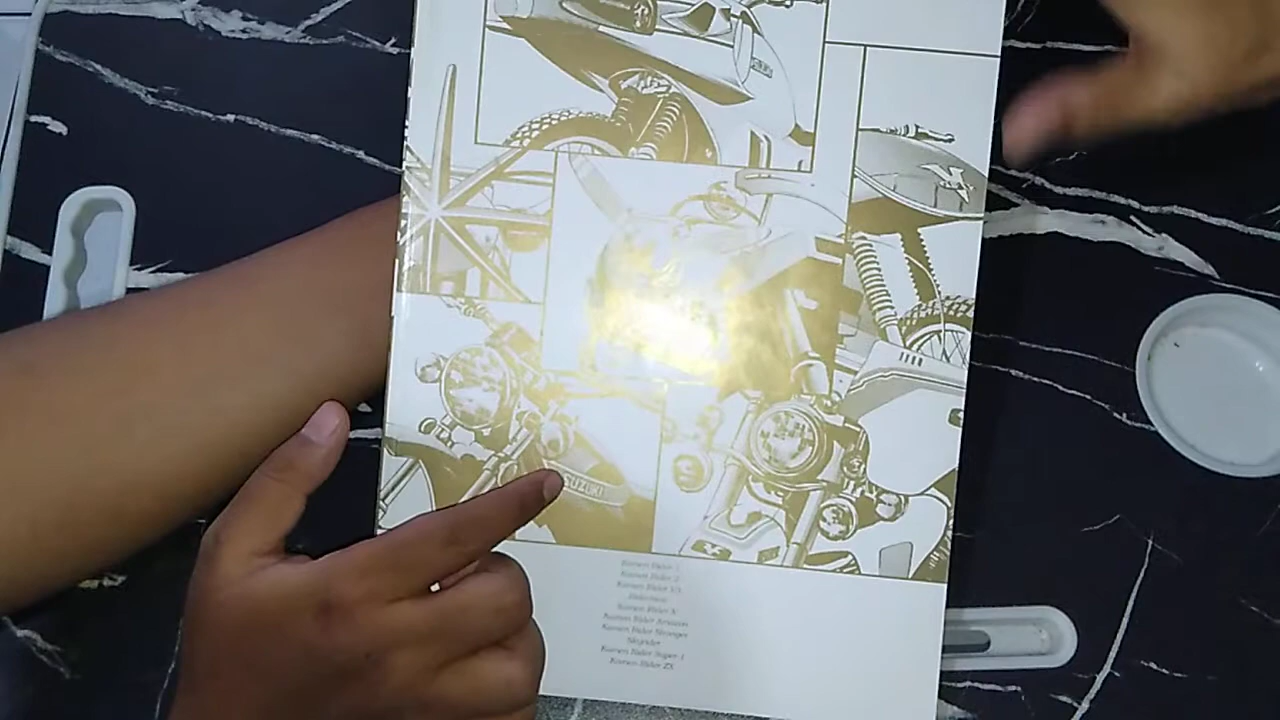 SUZUKI
Kamen Rider 1
Kamen Rider 2
Kamen Rider V3
Riderman
Kamen Rider X
Kamen Rider Amazon
Kamen Rider Stronger
Skyrider
Kamen Rider Super-1
Kamen Rider ZX